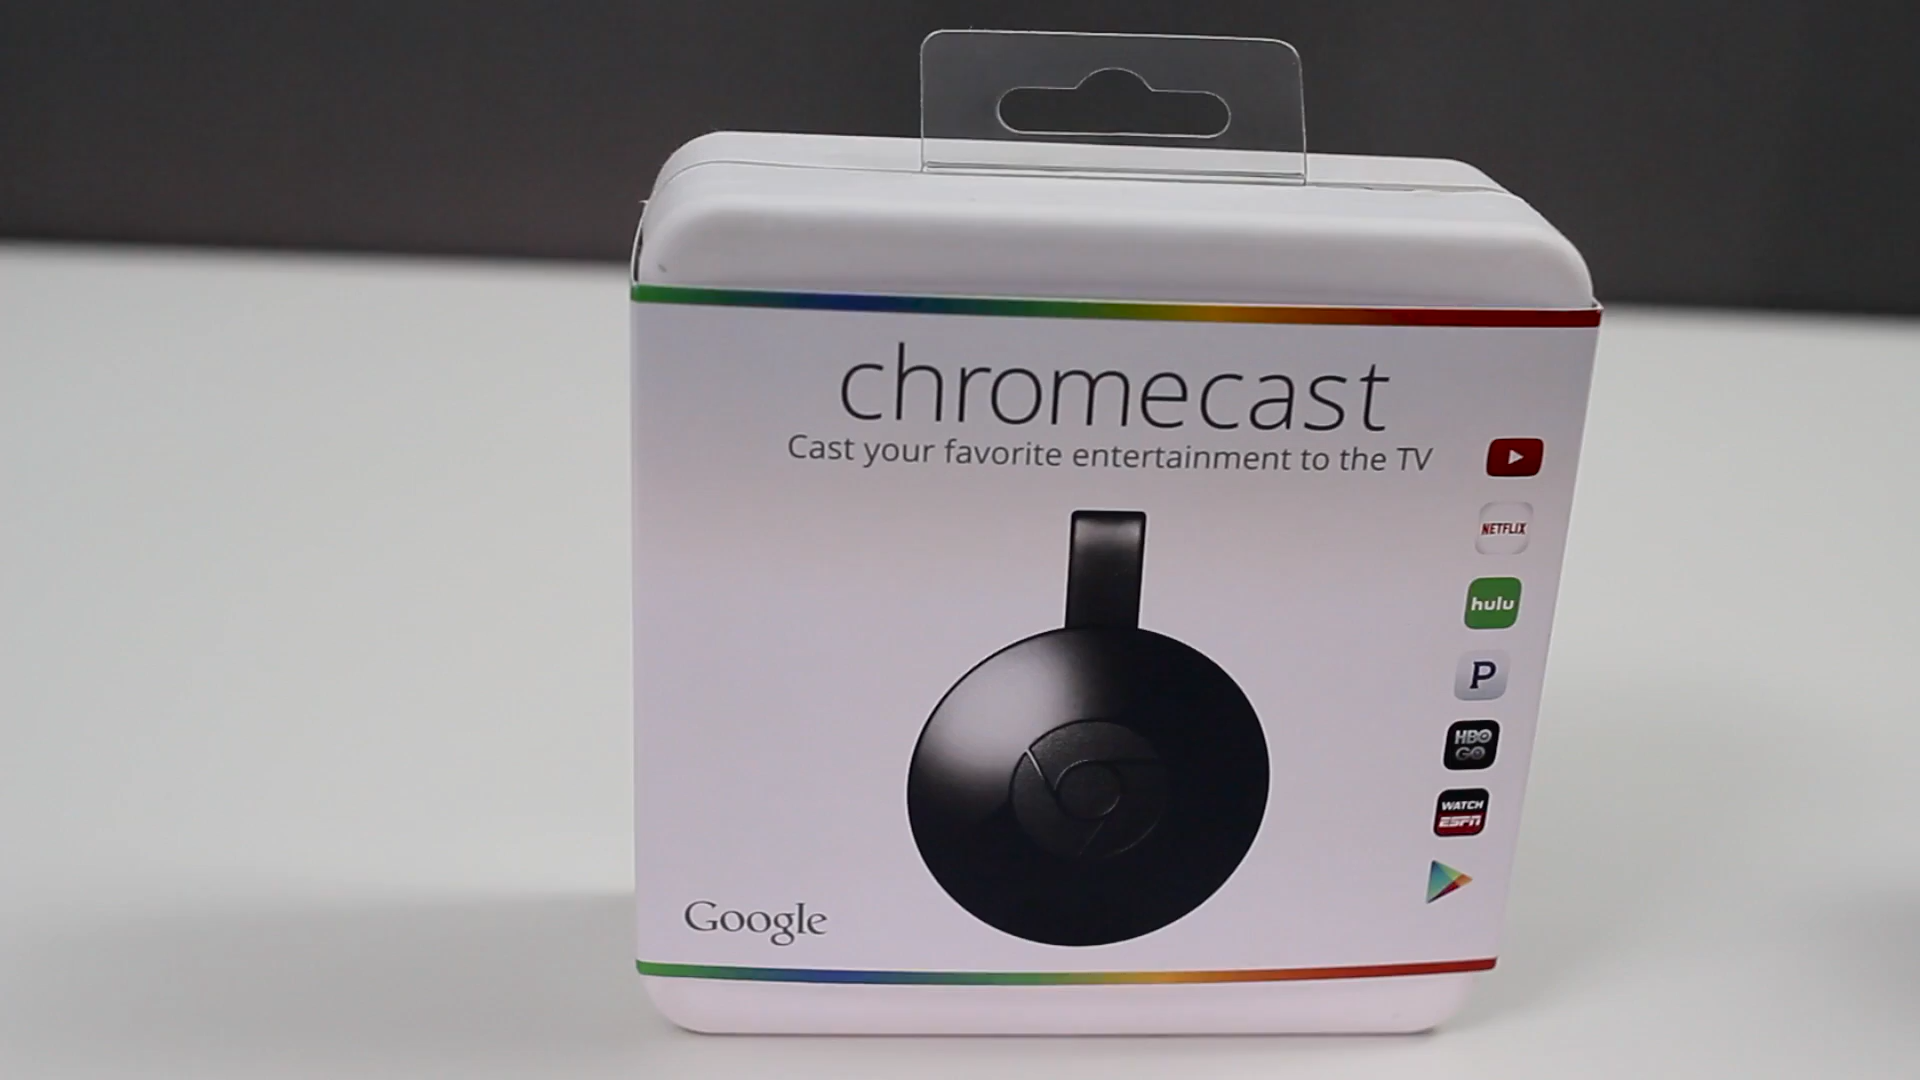 chromecast
Cast your favorite entertainment to the TV
NETFLIX
hulu
P
HBO
GO
WATCH
ESPN
Google